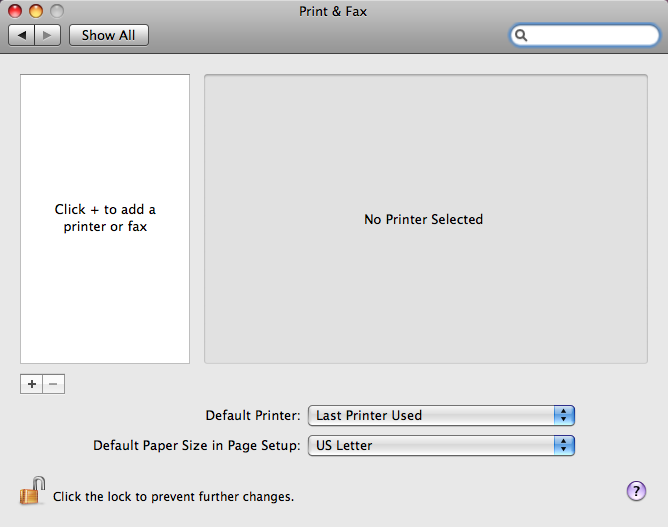 Print & Fax
Show All
Click + to add a
printer or fax
No Printer Selected
+ −
Default Printer: Last Printer Used
Default Paper Size in Page Setup: US Letter
Click the lock to prevent further changes.
?